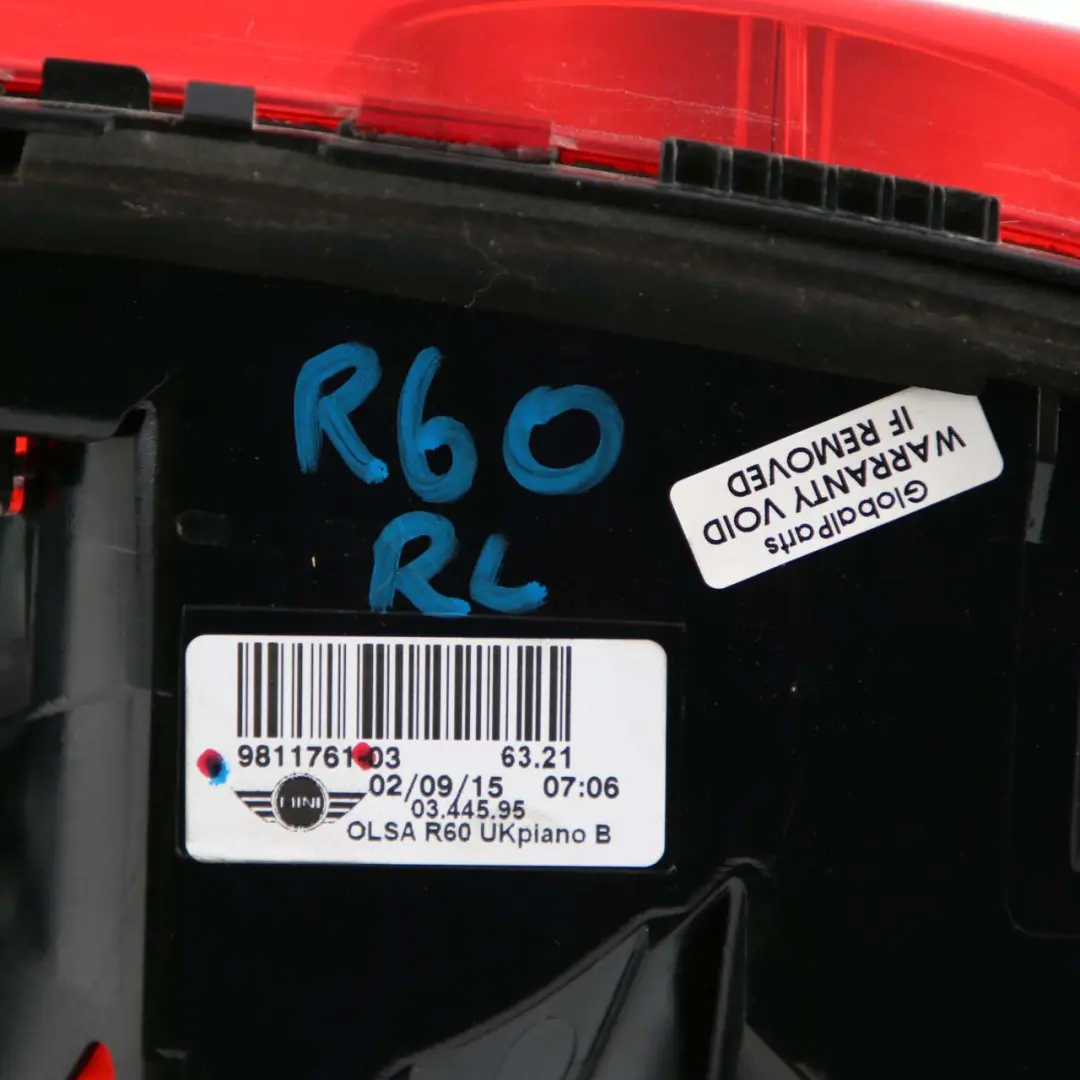 R60
RL
GlobalParts
WARRANTY VOID
IF REMOVED
9811761-03 63.21
02/09/15 07:06
03.445.95
MINI
OLSA R60 UKpiano B